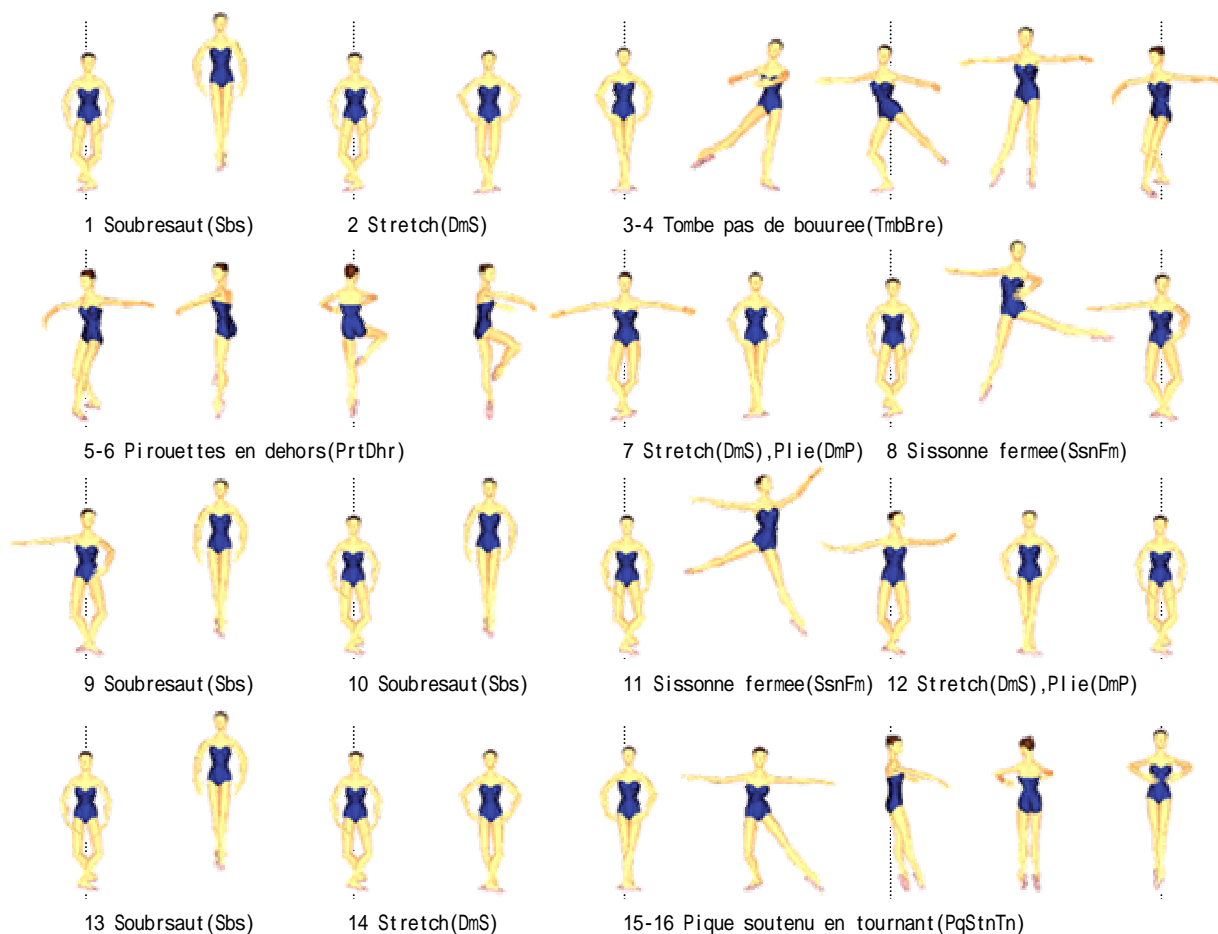 1 Soubresaut(Sbs) 2 Stretch(DmS) 3-4 Tombe pas de bouuree(TmbBre)
5-6 Pirouettes en dehors(PrtDhr) 7 Stretch(DmS),Plie(DmP) 8 Sissonne fermee(SsnFm)
9 Soubresaut(Sbs) 10 Soubresaut(Sbs) 11 Sissonne fermee(SsnFm) 12 Stretch(DmS),Plie(DmP)
13 Soubrsaut(Sbs) 14 Stretch(DmS) 15-16 Pique soutenu en tournant(PqStnTn)